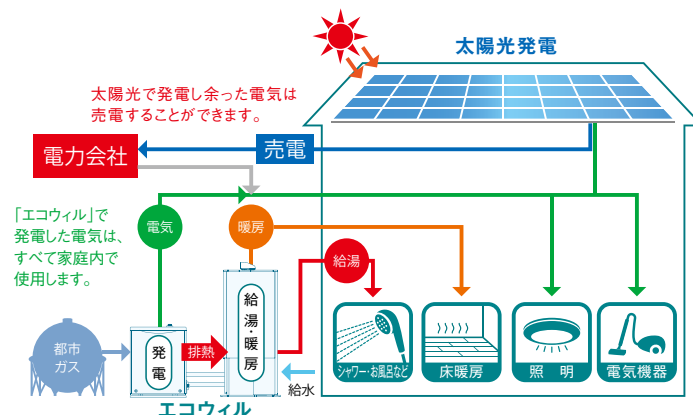 太陽光発電
太陽光で発電し余った電気は
売電することができます。
電力会社
売電
「エコウィル」で
発電した電気は、
すべて家庭内で
使用します。
電気
暖房
給湯
都市
ガス
発電
排熱
給湯・暖房
給水
シャワー・お風呂など
床暖房
照 明
電気機器
エコウィル